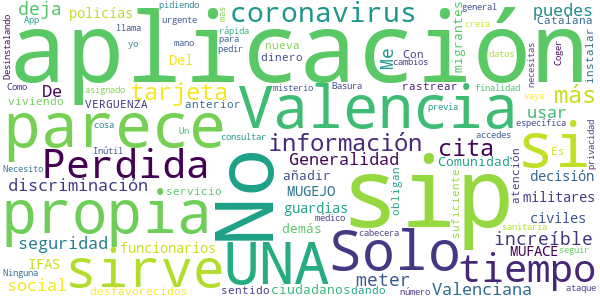 Desinstalando
deja
policías
App
pidiendo
urgente
general
más
coronavirus
puedes
Catalana
instalar
llama
yo
mano
rápida
para
pedir
nueva
dinero
Con
cambios
Me
migrantes
creía
datos
necesitas
Coger
aplicación
Como
viviendo
De
tarjeta
VERGUENZA
anterior
Del
Un
asignado
misterio
Basura
rastrear
previa
finalidad
vaya
más
usar
específica
privacidad
parece
cosa
Inútil
consultar
Valencia
accedes
Es
No
información
cita
si
Necesito
Perdida
Generalidad
Comunidad
atención
decisión
discriminación
servicio
añadir
MUGEJO
obligan
sip
suficiente
militares
propia
médico
guardias
demás
civiles
increíble
seguridad
funcionarios
UNA
Solo
cabecera
sanitaria
MUFACE
seguir
IFAS
Ninguna
social
sirve
tiempo
desfavorecidos
sentido
ciudadanos
dando
meter
número
Valenciana
ataque